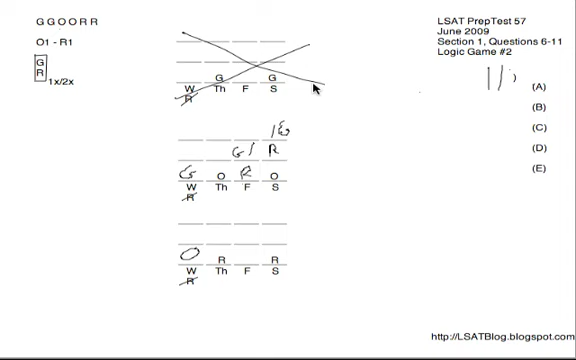 G G O O R R
O1 - R1
G
R
1x/2x
LSAT PrepTest 57
June 2009
Section 1, Questions 6-11
Logic Game #2
G G
W Th F S
R
G/ R
G O R O
W Th F S
R
O R R
W Th F S
R
(A)
(B)
(C)
(D)
(E)
http://LSATBlog.blogspot.com